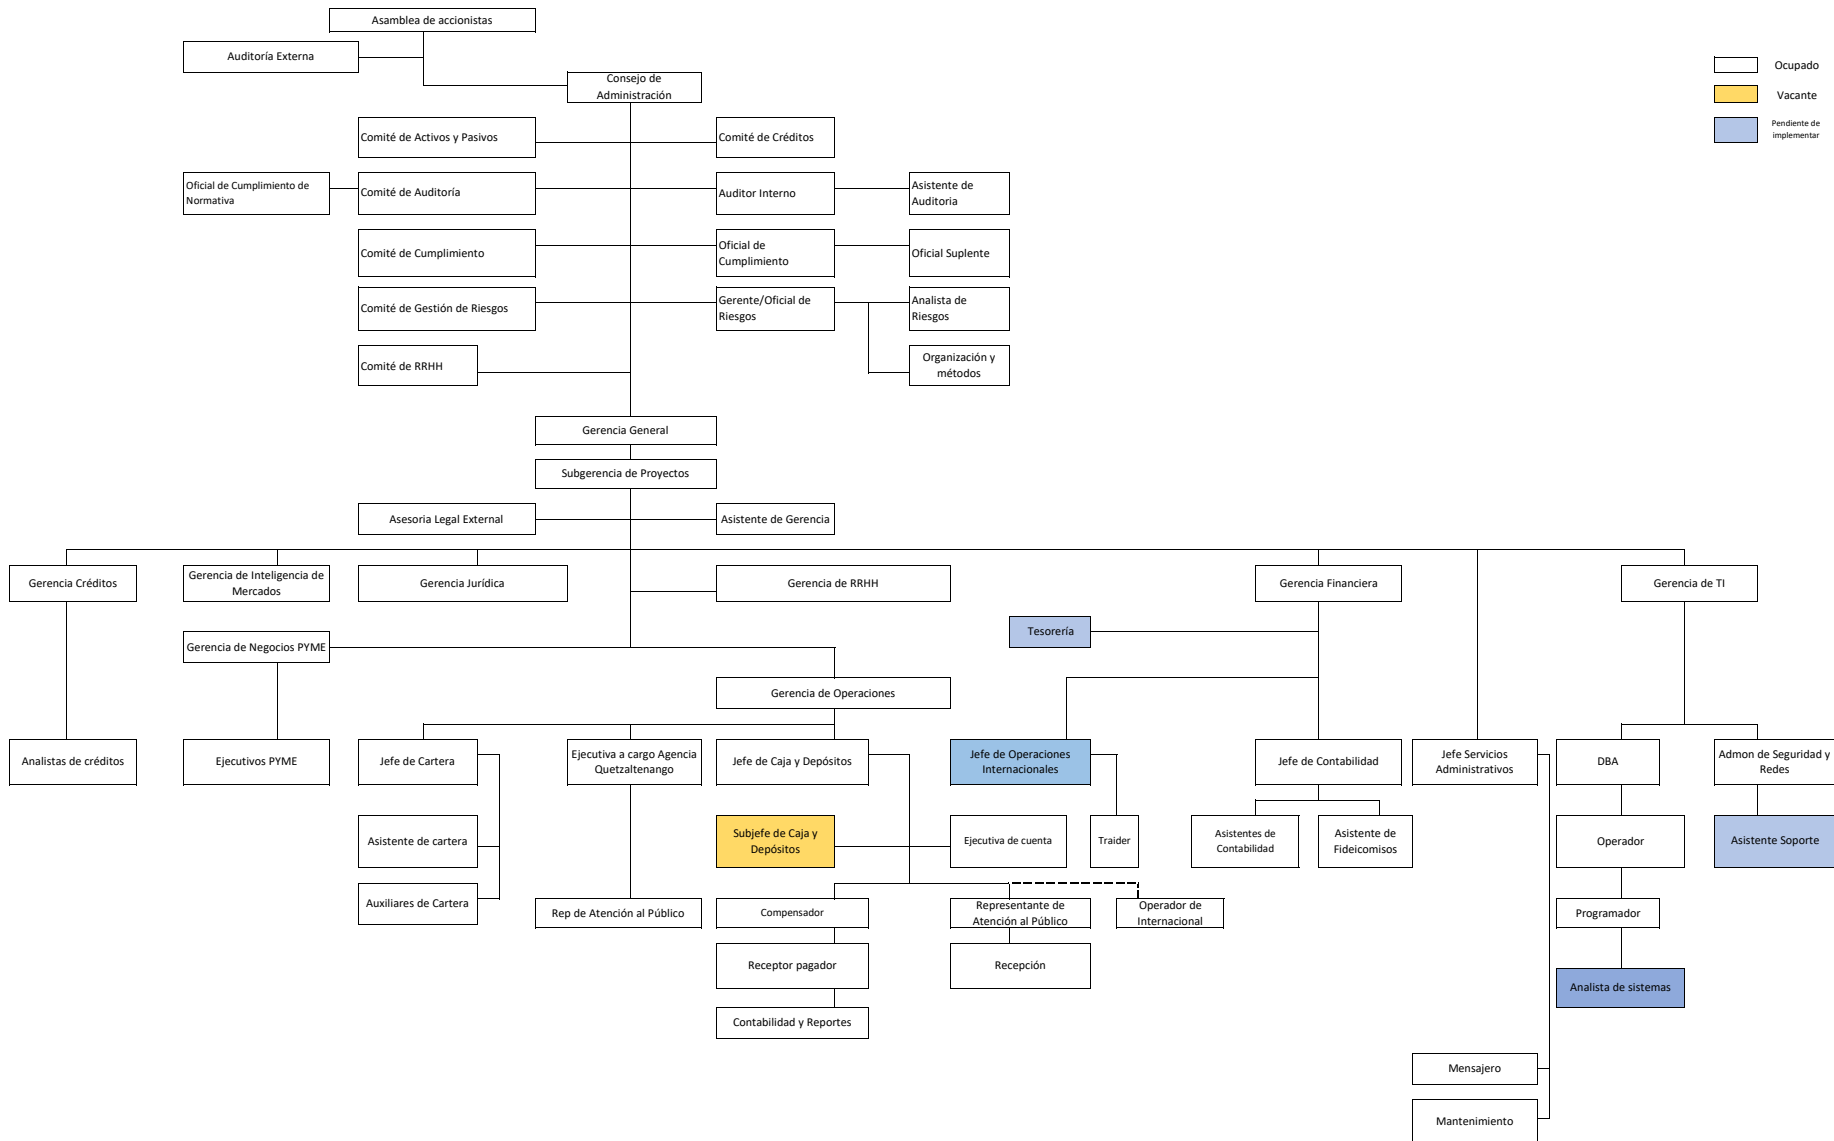 Asamblea de accionistas
Auditoría Externa
Consejo de
Administración
Ocupado
Vacante
Pendiente de
implementar
Comité de Activos y Pasivos
Comité de Créditos
Oficial de Cumplimiento de
Normativa
Comité de Auditoría
Auditor Interno
Asistente de
Auditoria
Comité de Cumplimiento
Oficial de
Cumplimiento
Oficial Suplente
Comité de Gestión de Riesgos
Gerente/Oficial de
Riesgos
Analista de
Riesgos
Comité de RRHH
Organización y
métodos
Gerencia General
Subgerencia de Proyectos
Asesoria Legal External
Asistente de Gerencia
Gerencia Créditos
Gerencia de Inteligencia de
Mercados
Gerencia Jurídica
Gerencia de RRHH
Gerencia Financiera
Gerencia de TI
Tesorería
Gerencia de Negocios PYME
Gerencia de Operaciones
Analistas de créditos
Ejecutivos PYME
Jefe de Cartera
Ejecutiva a cargo Agencia
Quetzaltenango
Jefe de Caja y Depósitos
Jefe de Operaciones
Internacionales
Jefe de Contabilidad
Jefe Servicios
Administrativos
DBA
Admon de Seguridad y
Redes
Asistente de cartera
Subjefe de Caja y
Depósitos
Ejecutiva de cuenta
Traider
Asistentes de
Contabilidad
Asistente de
Fideicomisos
Operador
Asistente Soporte
Auxiliares de Cartera
Rep de Atención al Público
Compensador
Representante de
Atención al Público
Operador de
Internacional
Programador
Receptor pagador
Recepción
Analista de sistemas
Contabilidad y Reportes
Mensajero
Mantenimiento